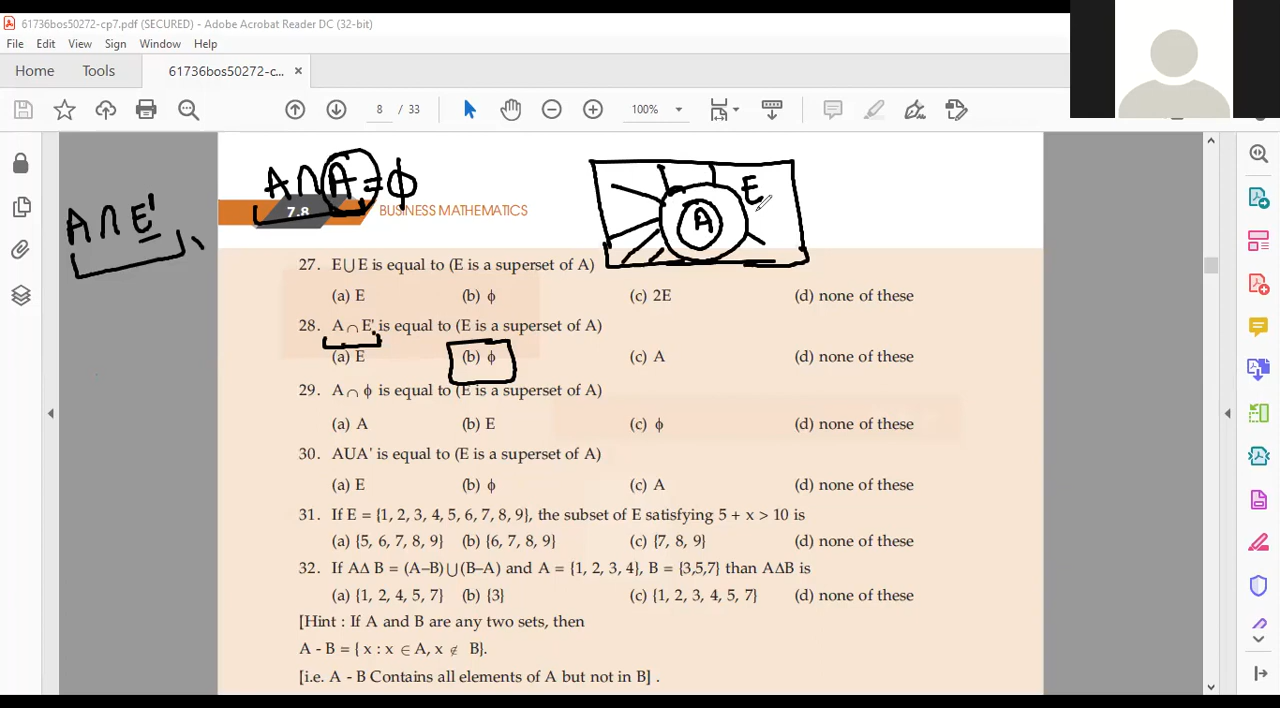 61736bos50272-cp7.pdf (SECURED) - Adobe Acrobat Reader DC (32-bit)
File Edit View Sign Window Help
Home Tools 61736bos50272-c... ×
8 / 33 100%
A∩A' = ϕ
A∩E'
E
A
7.8 BUSINESS MATHEMATICS
27. E∪E is equal to (E is a superset of A)
(a) E (b) ϕ (c) 2E (d) none of these
28. A∩E' is equal to (E is a superset of A)
(a) E (b) ϕ (c) A (d) none of these
29. A∩ϕ is equal to (E is a superset of A)
(a) A (b) E (c) ϕ (d) none of these
30. AUA' is equal to (E is a superset of A)
(a) E (b) ϕ (c) A (d) none of these
31. If E = {1, 2, 3, 4, 5, 6, 7, 8, 9}, the subset of E satisfying 5 + x > 10 is
(a) {5, 6, 7, 8, 9} (b) {6, 7, 8, 9} (c) {7, 8, 9} (d) none of these
32. If AΔ B = (A–B)∪(B–A) and A = {1, 2, 3, 4}, B = {3,5,7} than AΔB is
(a) {1, 2, 4, 5, 7} (b) {3} (c) {1, 2, 3, 4, 5, 7} (d) none of these
[Hint : If A and B are any two sets, then
A - B = { x : x ∈ A, x ∉ B}.
[i.e. A - B Contains all elements of A but not in B] .